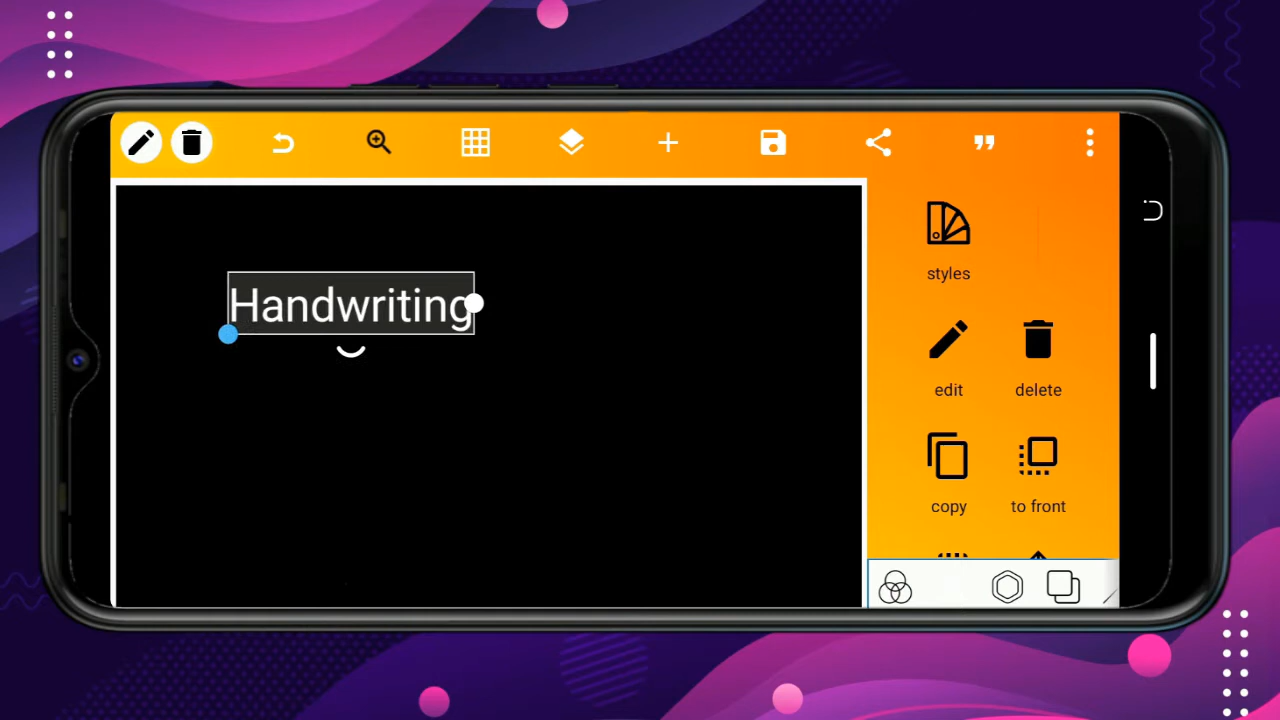 Handwriting
styles
edit
delete
copy
to front